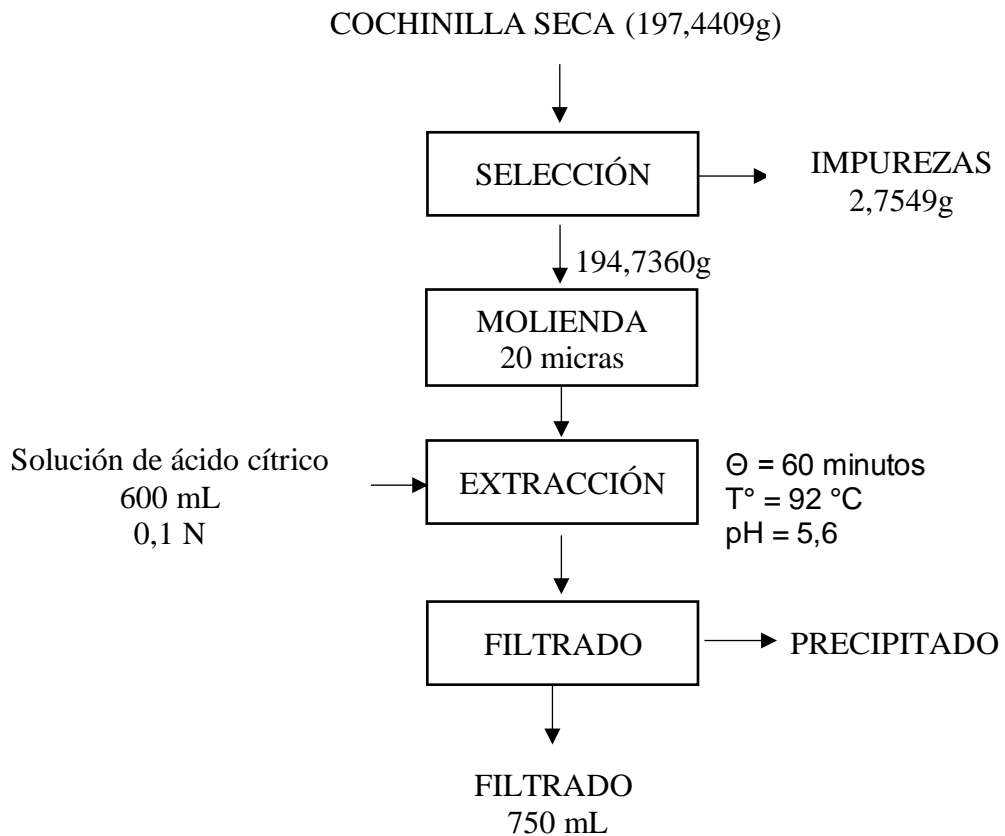 COCHINILLA SECA (197,4409g)
SELECCIÓN
IMPUREZAS
2,7549g
194,7360g
MOLIENDA
20 micras
Solución de ácido cítrico
600 mL
0,1 N
EXTRACCIÓN
Θ = 60 minutos
T° = 92 °C
pH = 5,6
FILTRADO
PRECIPITADO
FILTRADO
750 mL